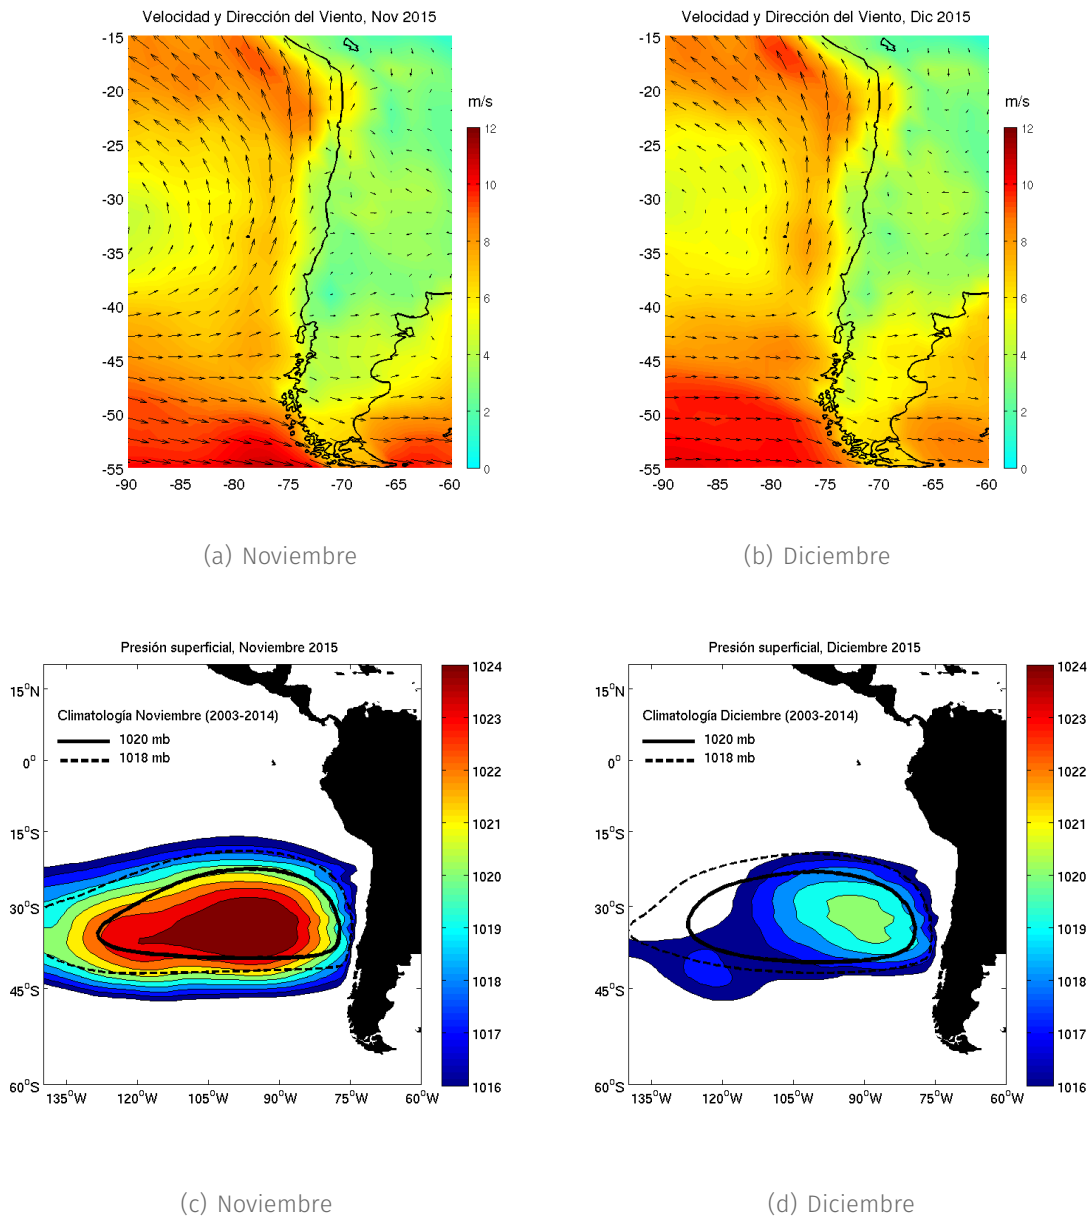 Velocidad y Dirección del Viento, Nov 2015
-15
-20
-25
-30
-35
-40
-45
-50
-55
-90
-85
-80
-75
-70
-65
-60
m/s
12
10
8
6
4
2
0
(a) Noviembre
Velocidad y Dirección del Viento, Dic 2015
-15
-20
-25
-30
-35
-40
-45
-50
-55
-90
-85
-80
-75
-70
-65
-60
m/s
12
10
8
6
4
2
0
(b) Diciembre
Presión superficial, Noviembre 2015
15°N
0°
15°S
30°S
45°S
60°S
135°W
120°W
105°W
90°W
75°W
60°W
Climatología Noviembre (2003-2014)
1020 mb
1018 mb
1024
1023
1022
1021
1020
1019
1018
1017
1016
(c) Noviembre
Presión superficial, Diciembre 2015
15°N
0°
15°S
30°S
45°S
60°S
135°W
120°W
105°W
90°W
75°W
60°W
Climatología Diciembre (2003-2014)
1020 mb
1018 mb
1024
1023
1022
1021
1020
1019
1018
1017
1016
(d) Diciembre